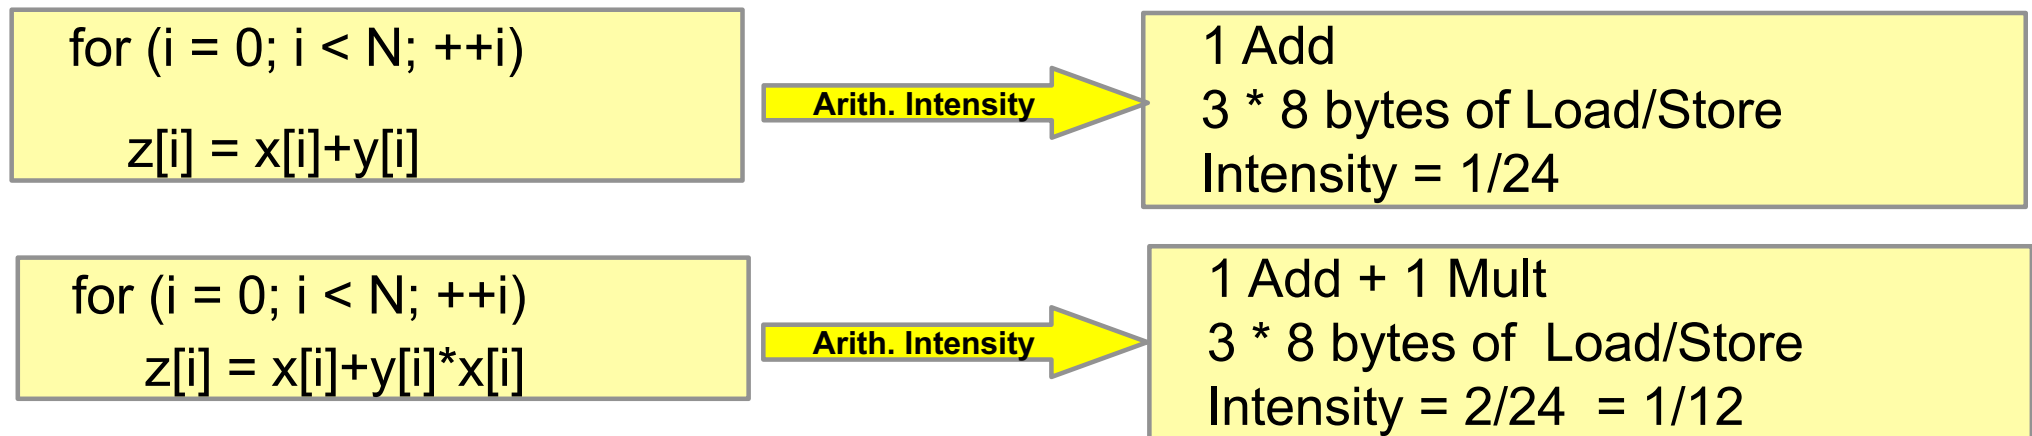 for (i = 0; i < N; ++i)
z[i] = x[i]+y[i]
Arith. Intensity
1 Add
3 * 8 bytes of Load/Store
Intensity = 1/24
for (i = 0; i < N; ++i)
z[i] = x[i]+y[i]*x[i]
Arith. Intensity
1 Add + 1 Mult
3 * 8 bytes of  Load/Store
Intensity = 2/24  = 1/12